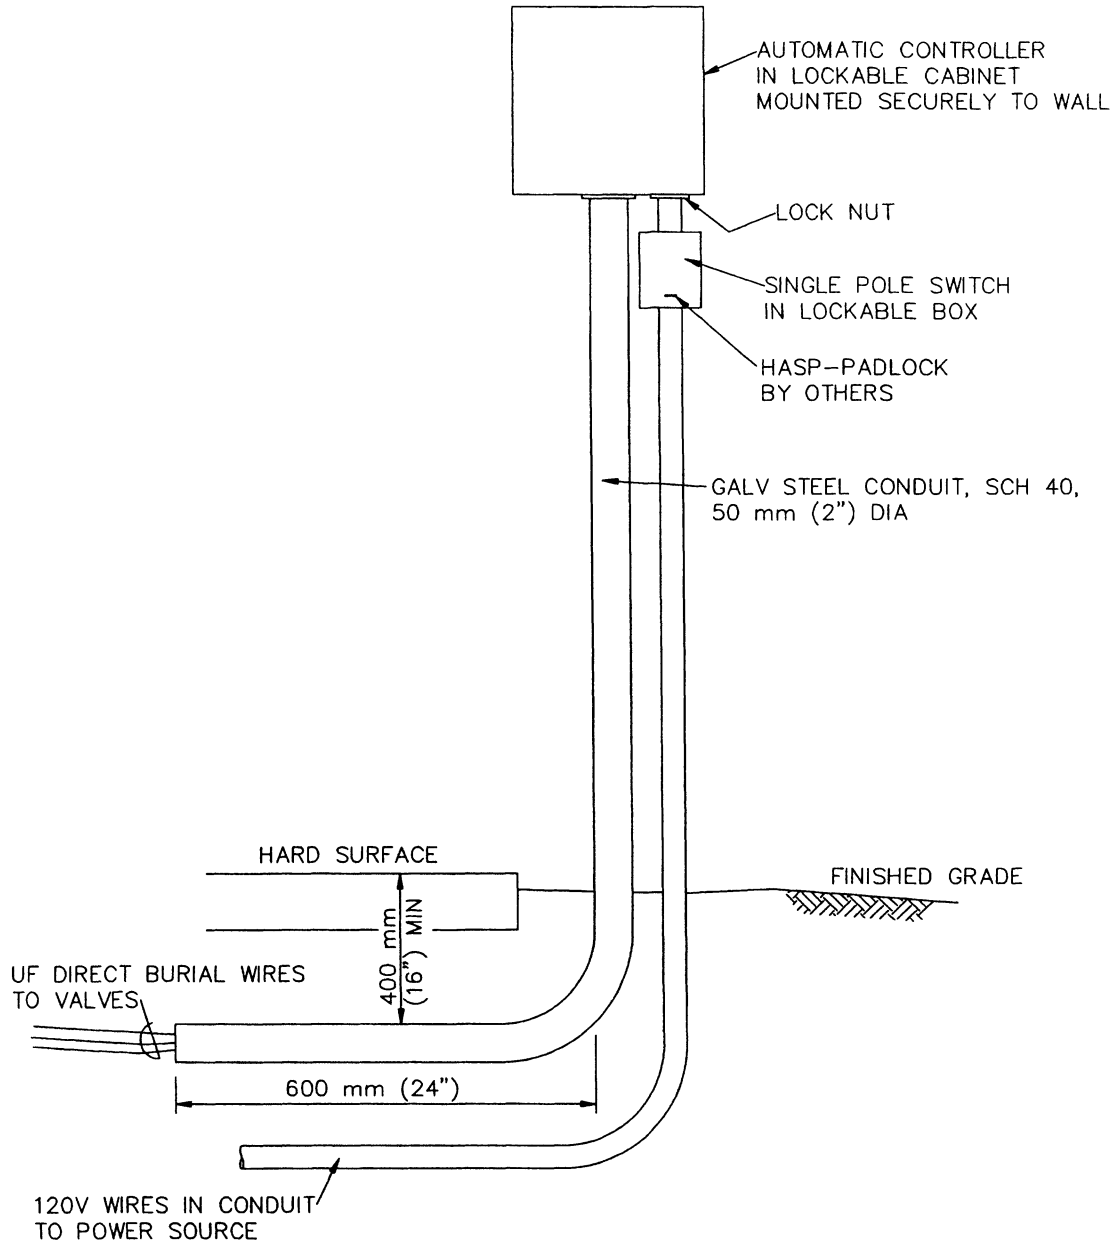 AUTOMATIC CONTROLLER
IN LOCKABLE CABINET
MOUNTED SECURELY TO WALL
LOCK NUT
SINGLE POLE SWITCH
IN LOCKABLE BOX
HASP-PADLOCK
BY OTHERS
GALV STEEL CONDUIT, SCH 40,
50 mm (2") DIA
HARD SURFACE
FINISHED GRADE
400 mm
(16") MIN
UF DIRECT BURIAL WIRES
TO VALVES
600 mm (24")
120V WIRES IN CONDUIT
TO POWER SOURCE